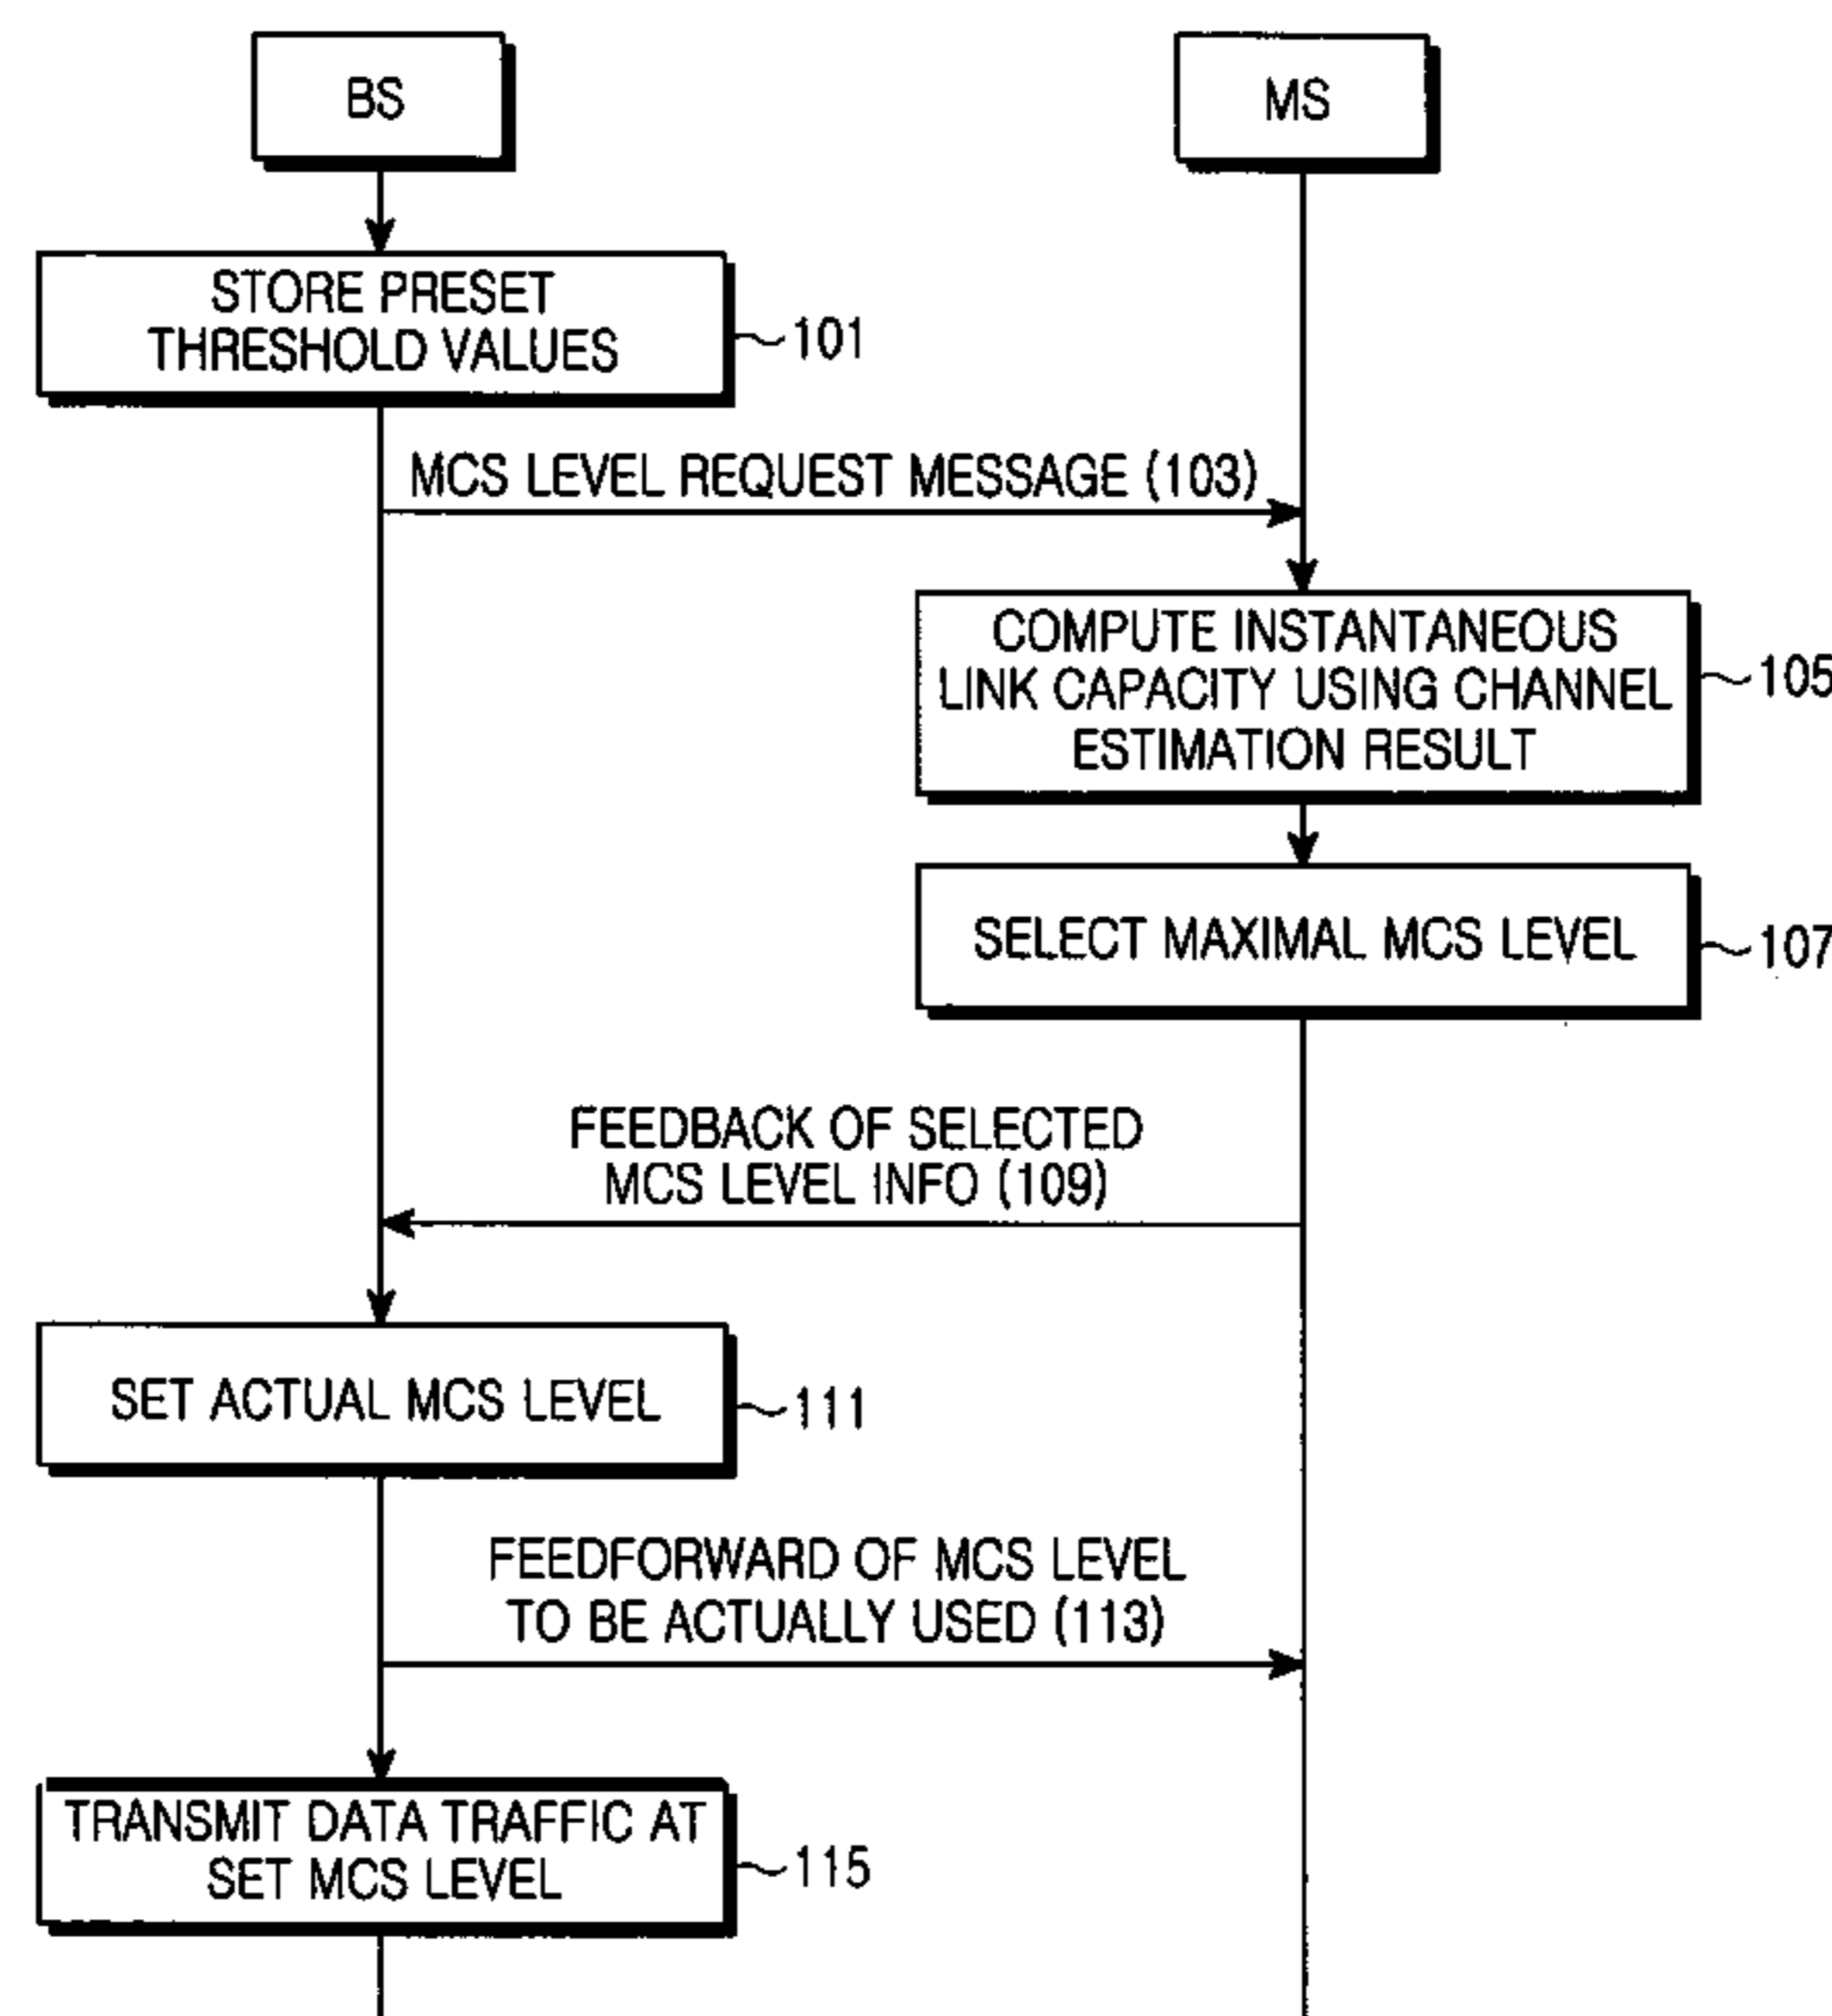 BS
MS
STORE PRESET
THRESHOLD VALUES
101
MCS LEVEL REQUEST MESSAGE (103)
COMPUTE INSTANTANEOUS
LINK CAPACITY USING CHANNEL
ESTIMATION RESULT
105
SELECT MAXIMAL MCS LEVEL
107
FEEDBACK OF SELECTED
MCS LEVEL INFO (109)
SET ACTUAL MCS LEVEL
111
FEEDFORWARD OF MCS LEVEL
TO BE ACTUALLY USED (113)
TRANSMIT DATA TRAFFIC AT
SET MCS LEVEL
115